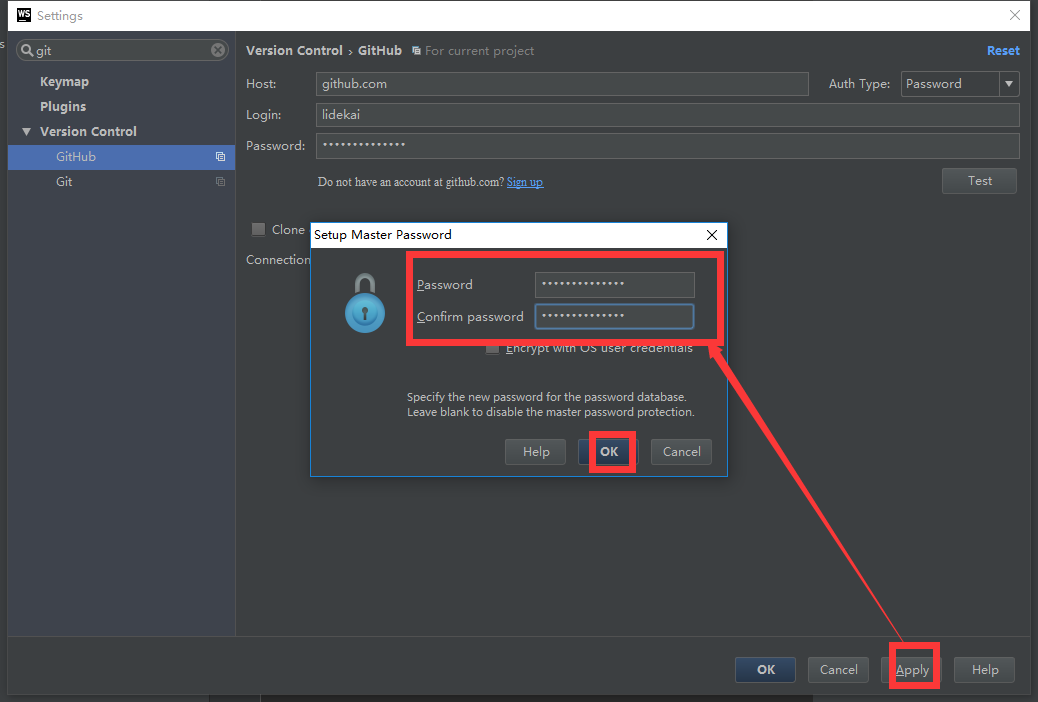 WS Settings
s
git
Keymap
Plugins
Version Control
GitHub
Git
Version Control › GitHub For current project Reset
Host: github.com Auth Type: Password
Login: lidekai
Password: ••••••••••••••
Do not have an account at github.com? Sign up
Test
Clone
Connection
Setup Master Password
Password ••••••••••••••
Confirm password ••••••••••••••
Encrypt with OS user credentials
Specify the new password for the password database.
Leave blank to disable the master password protection.
Help OK Cancel
OK Cancel Apply Help